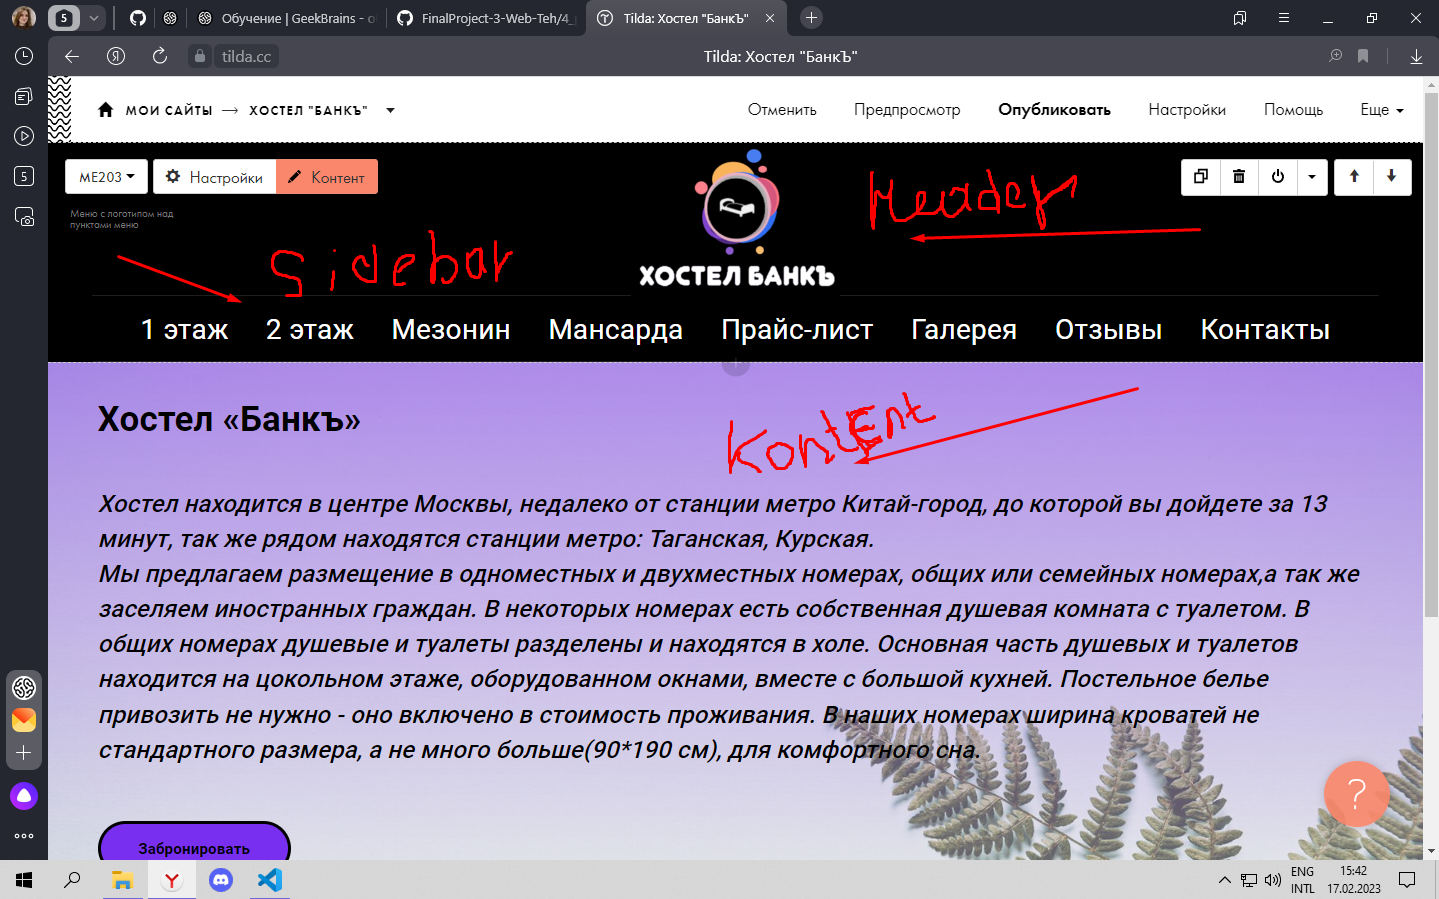 5
Обучение | GeekBrains - о
FinalProject-3-Web-Teh/4_
Tilda: Хостел "БанкЪ"
tilda.cc
Tilda: Хостел "БанкЪ"
МОИ САЙТЫ → ХОСТЕЛ "БАНКЪ"
Отменить Предпросмотр Опубликовать Настройки Помощь Еще
ME203 Настройки Контент
Меню с логотипом над
пунктами меню
Header
5
Sidebar
ХОСТЕЛ БАНКЪ
1 этаж 2 этаж Мезонин Мансарда Прайс-лист Галерея Отзывы Контакты
Хостел «Банкъ»
KontEnt
Хостел находится в центре Москвы, недалеко от станции метро Китай-город, до которой вы дойдете за 13
минут, так же рядом находятся станции метро: Таганская, Курская.
Мы предлагаем размещение в одноместных и двухместных номерах, общих или семейных номерах,а так же
заселяем иностранных граждан. В некоторых номерах есть собственная душевая комната с туалетом. В
общих номерах душевые и туалеты разделены и находятся в холе. Основная часть душевых и туалетов
находится на цокольном этаже, оборудованном окнами, вместе с большой кухней. Постельное белье
привозить не нужно - оно включено в стоимость проживания. В наших номерах ширина кроватей не
стандартного размера, а не много больше(90*190 см), для комфортного сна.
?
Забронировать
ENG 15:42
INTL 17.02.2023